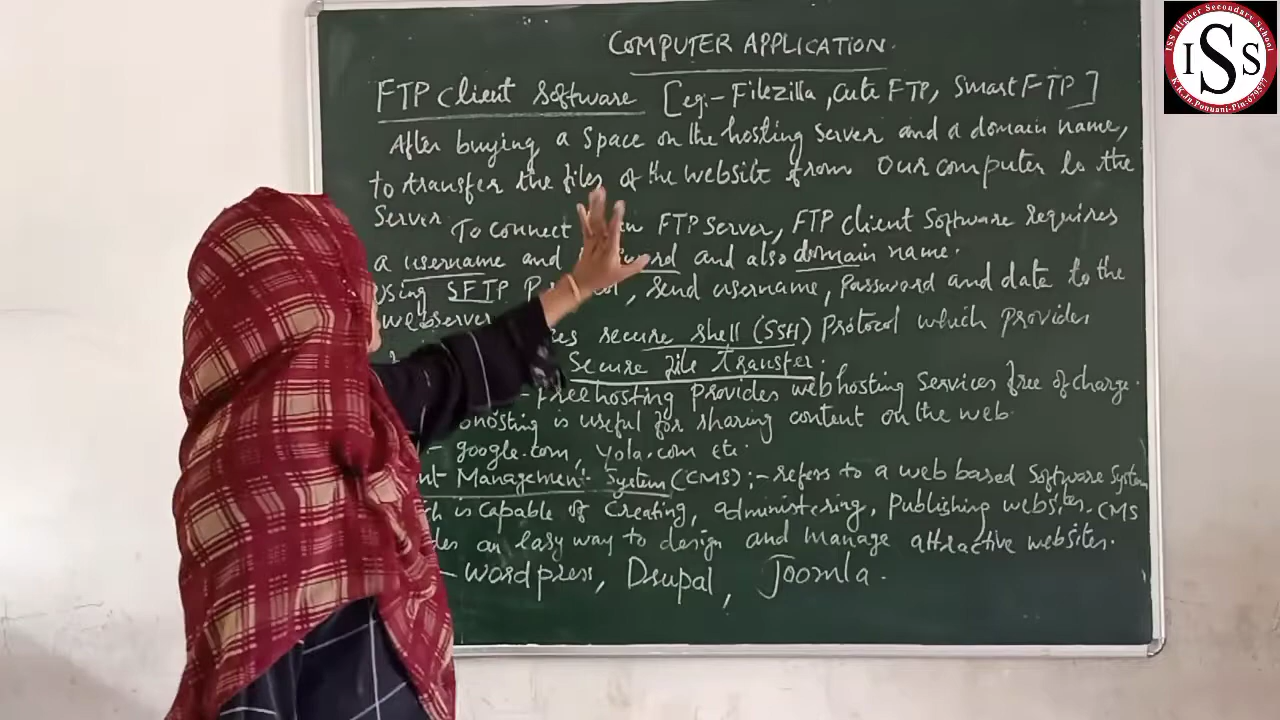 COMPUTER APPLICATION
FTP Client Software [eg:- Filezilla, Cute FTP, Smart FTP]
After buying a space on the hosting server and a domain name,
to transfer the files of the website from our computer to the
server
To connect FTP server, FTP client software requires
a username and and also domain name.
using SFTP, send username, password and data to the
webserver
secure shell (SSH) Protocol which provides
Secure file transfer.
- free hosting provides web hosting services free of charge.
hosting is useful for sharing content on the web.
- google.com, yola.com etc
Management System (CMS):- refers to a web based Software System
is capable of creating, administering, Publishing websites. CMS
an easy way to design and manage attractive websites.
- wordpress, Drupal, Joomla.
ISS Higher Secondary School
ISS